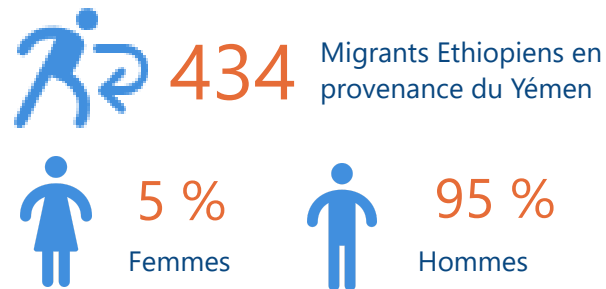 434
Migrants Ethiopiens en
provenance du Yémen
5 %
Femmes
95 %
Hommes